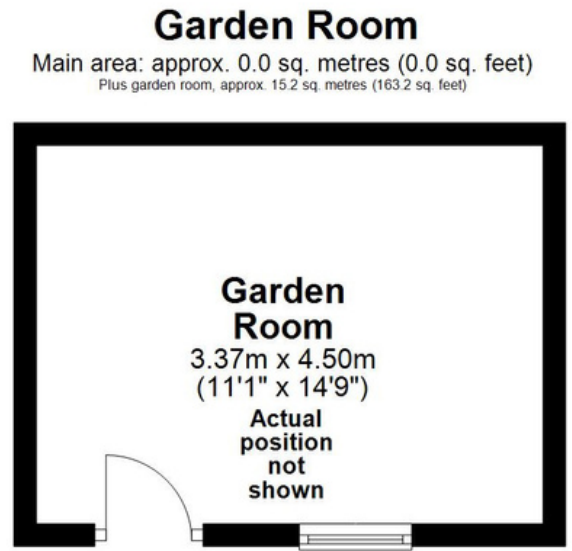 Garden Room
Main area: approx. 0.0 sq. metres (0.0 sq. feet)
Plus garden room, approx. 15.2 sq. metres (163.2 sq. feet)
Garden
Room
3.37m x 4.50m
(11'1" x 14'9")
Actual
position
not
shown